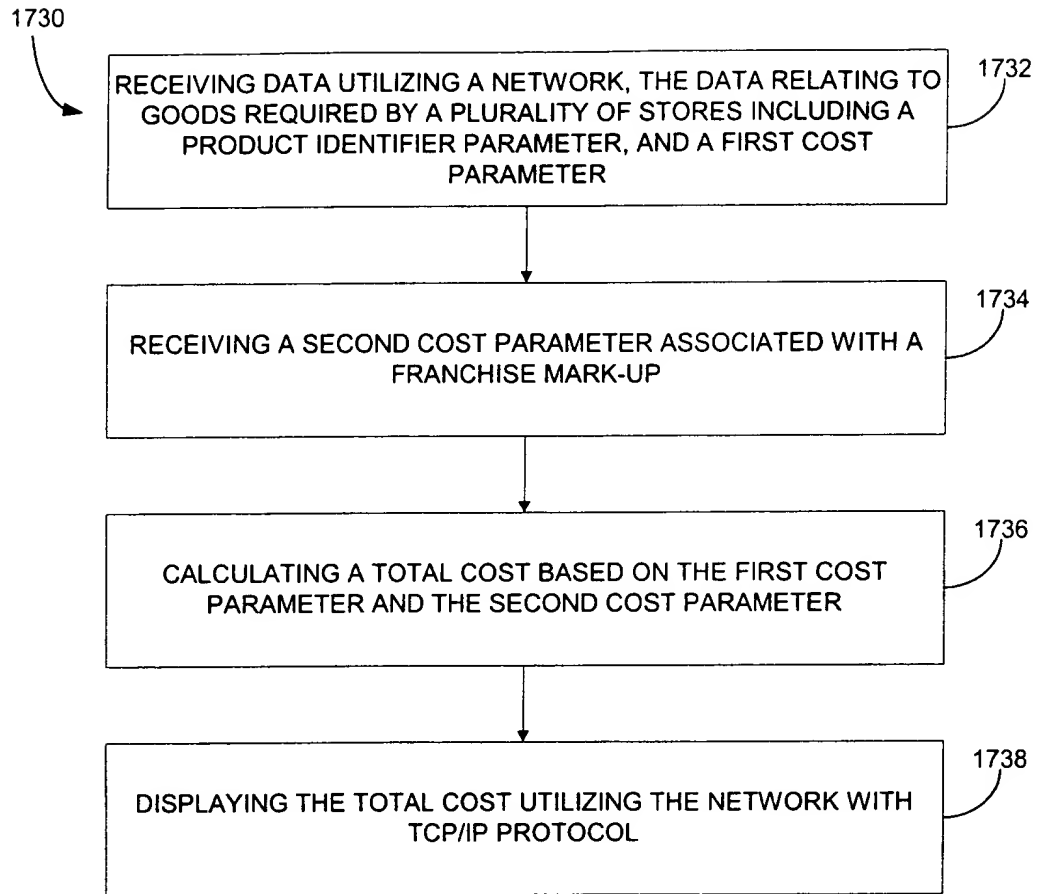 1730
RECEIVING DATA UTILIZING A NETWORK, THE DATA RELATING TO
GOODS REQUIRED BY A PLURALITY OF STORES INCLUDING A
PRODUCT IDENTIFIER PARAMETER, AND A FIRST COST
PARAMETER
1732
RECEIVING A SECOND COST PARAMETER ASSOCIATED WITH A
FRANCHISE MARK-UP
1734
CALCULATING A TOTAL COST BASED ON THE FIRST COST
PARAMETER AND THE SECOND COST PARAMETER
1736
DISPLAYING THE TOTAL COST UTILIZING THE NETWORK WITH
TCP/IP PROTOCOL
1738